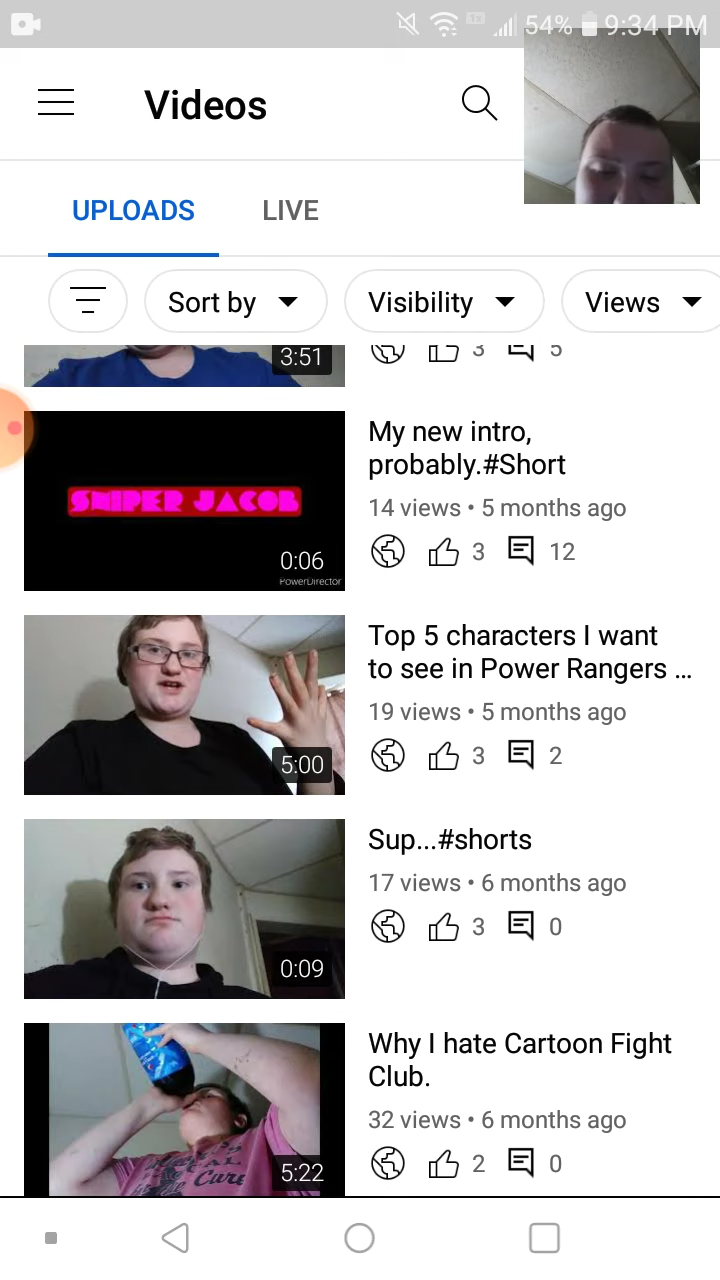 1x 54% 9:34 PM
Videos
UPLOADS LIVE
Sort by Visibility Views
3:51
3 5
SNIPER JACOB
0:06
PowerDirector
My new intro,
probably.#Short
14 views • 5 months ago
3 12
5:00
Top 5 characters I want
to see in Power Rangers ...
19 views • 5 months ago
3 2
0:09
Sup...#shorts
17 views • 6 months ago
3 0
Cure
5:22
Why I hate Cartoon Fight
Club.
32 views • 6 months ago
2 0